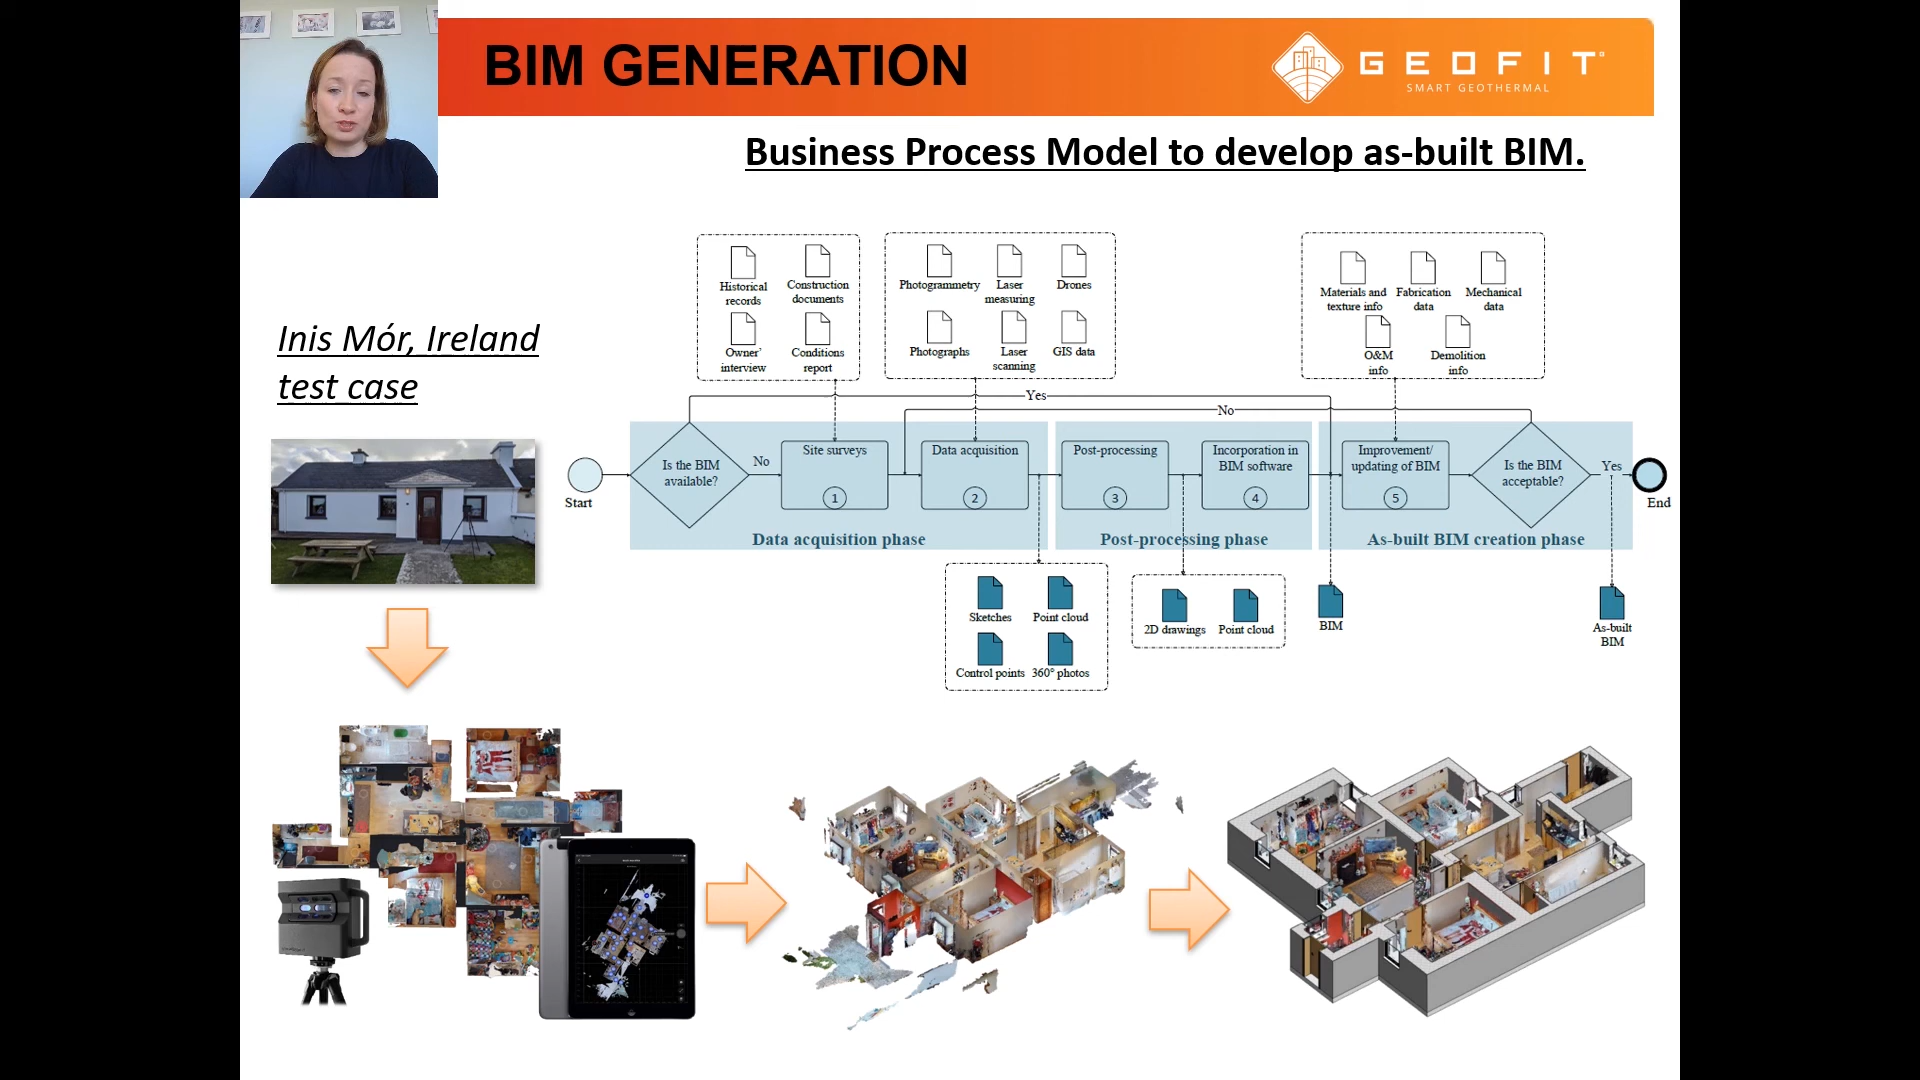 BIM GENERATION
GEOFIT
SMART GEOTHERMAL
Business Process Model to develop as-built BIM.
Inis Mór, Ireland
test case
Historical
records
Construction
documents
Owner’
interview
Conditions
report
Photogrammetry
Laser
measuring
Drones
Photographs
Laser
scanning
GIS data
Materials and
texture info
Fabrication
data
Mechanical
data
O&M
info
Demolition
info
Yes
No
Start
Is the BIM
available?
No
Site surveys
1
Data acquisition
2
Post-processing
3
Incorporation in
BIM software
4
Improvement/
updating of BIM
5
Is the BIM
acceptable?
Yes
End
Data acquisition phase
Post-processing phase
As-built BIM creation phase
Sketches
Point cloud
Control points
360° photos
2D drawings
Point cloud
BIM
As-built
BIM